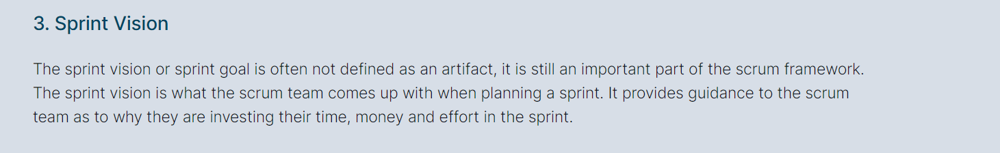 3. Sprint Vision
The sprint vision or sprint goal is often not defined as an artifact, it is still an important part of the scrum framework.
The sprint vision is what the scrum team comes up with when planning a sprint. It provides guidance to the scrum
team as to why they are investing their time, money and effort in the sprint.